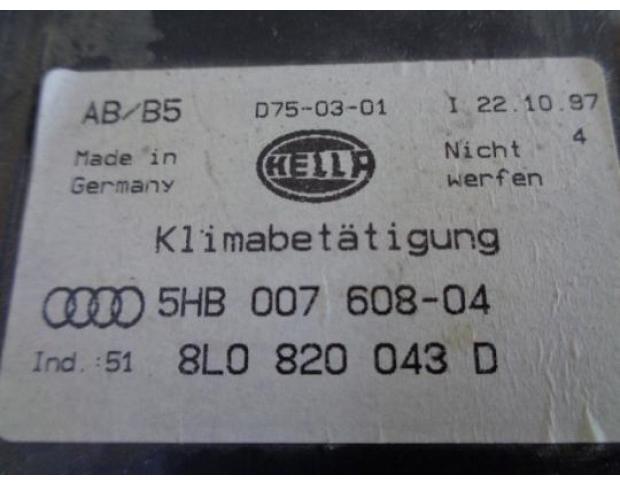 AB/B5 D75-03-01 I 22.10.97
4
Made in HELLA Nicht
Germany werfen
Klimabetätigung
5HB 007 608-04
Ind.:51 8L0 820 043 D